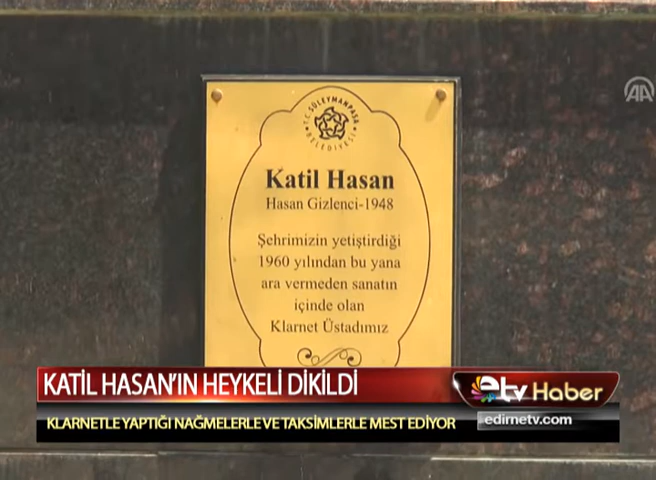 AA
T.C. SÜLEYMANPAŞA
BELEDİYESİ
Katil Hasan
Hasan Gizlenci-1948
Şehrimizin yetiştirdiği
1960 yılından bu yana
ara vermeden sanatın
içinde olan
Klarnet Üstadımız
KATİL HASAN'IN HEYKELİ DİKİLDİ
etv Haber
KLARNETLE YAPTIĞI NAĞMELERLE VE TAKSİMLERLE MEST EDİYOR
edirnetv.com